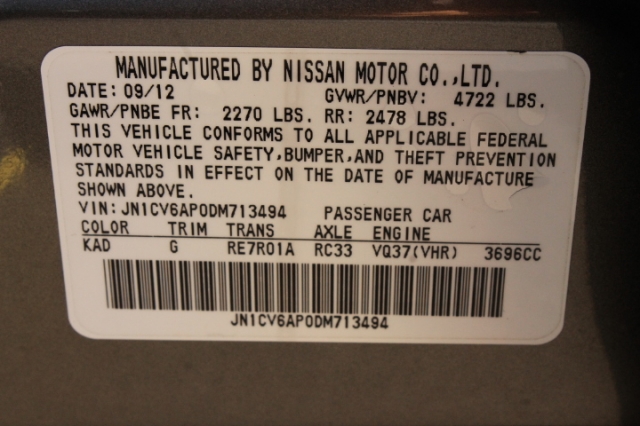 MANUFACTURED BY NISSAN MOTOR CO.,LTD.
DATE: 09/12 GVWR/PNBV: 4722 LBS.
GAWR/PNBE FR: 2270 LBS. RR: 2478 LBS.
THIS VEHICLE CONFORMS TO ALL APPLICABLE FEDERAL
MOTOR VEHICLE SAFETY,BUMPER,AND THEFT PREVENTION
STANDARDS IN EFFECT ON THE DATE OF MANUFACTURE
SHOWN ABOVE.
VIN: JN1CV6AP0DM713494 PASSENGER CAR
COLOR TRIM TRANS AXLE ENGINE
KAD G RE7R01A RC33 VQ37(VHR) 3696CC
JN1CV6AP0DM713494